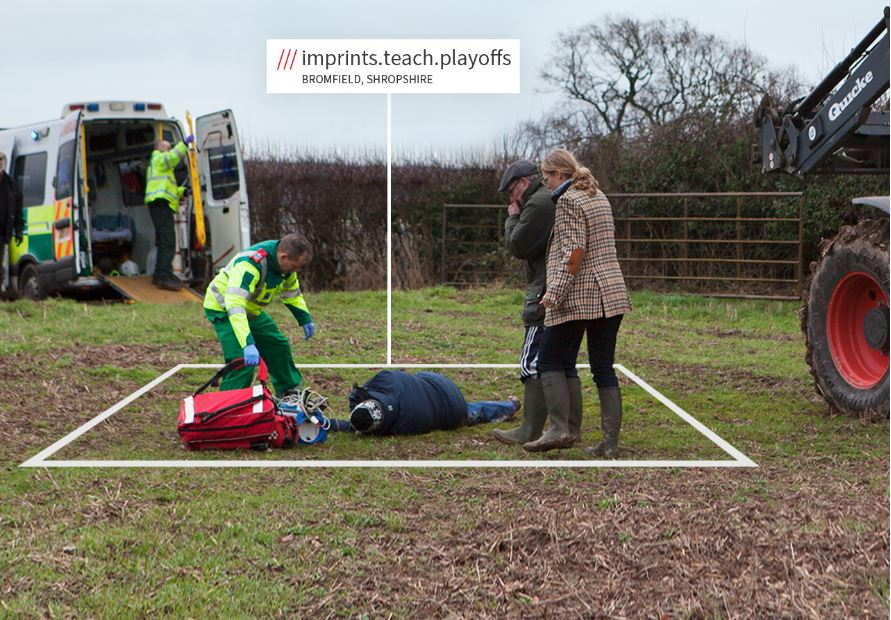 ///imprints.teach.playoffs
BROMFIELD, SHROPSHIRE
Quicke